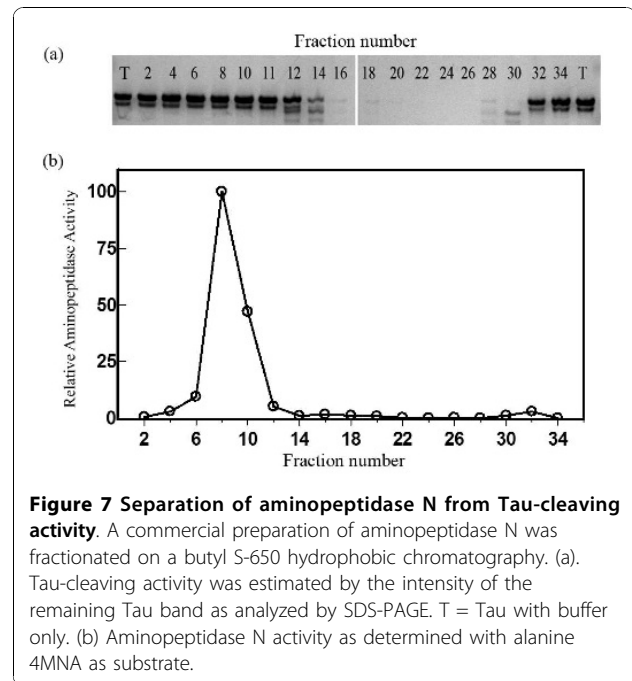 Fraction number
(a)
T 2 4 6 8 10 11 12 14 16 18 20 22 24 26 28 30 32 34 T
(b)
Relative Aminopeptidase Activity
100
75
50
25
0
2 6 10 14 18 22 26 30 34
Fraction number
Figure 7 Separation of aminopeptidase N from Tau-cleaving
activity. A commercial preparation of aminopeptidase N was
fractionated on a butyl S-650 hydrophobic chromatography. (a).
Tau-cleaving activity was estimated by the intensity of the
remaining Tau band as analyzed by SDS-PAGE. T = Tau with buffer
only. (b) Aminopeptidase N activity as determined with alanine
4MNA as substrate.